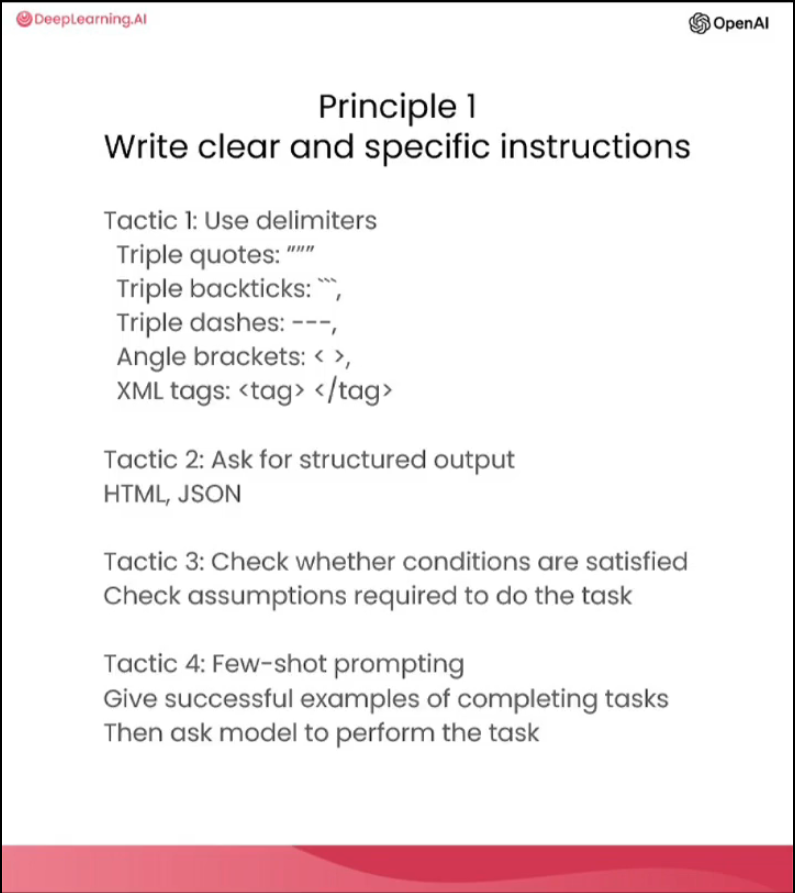 DeepLearning.AI
OpenAI
Principle 1
Write clear and specific instructions
Tactic 1: Use delimiters
Triple quotes: """
Triple backticks: ```,
Triple dashes: ---,
Angle brackets: < >,
XML tags: <tag> </tag>
Tactic 2: Ask for structured output
HTML, JSON
Tactic 3: Check whether conditions are satisfied
Check assumptions required to do the task
Tactic 4: Few-shot prompting
Give successful examples of completing tasks
Then ask model to perform the task